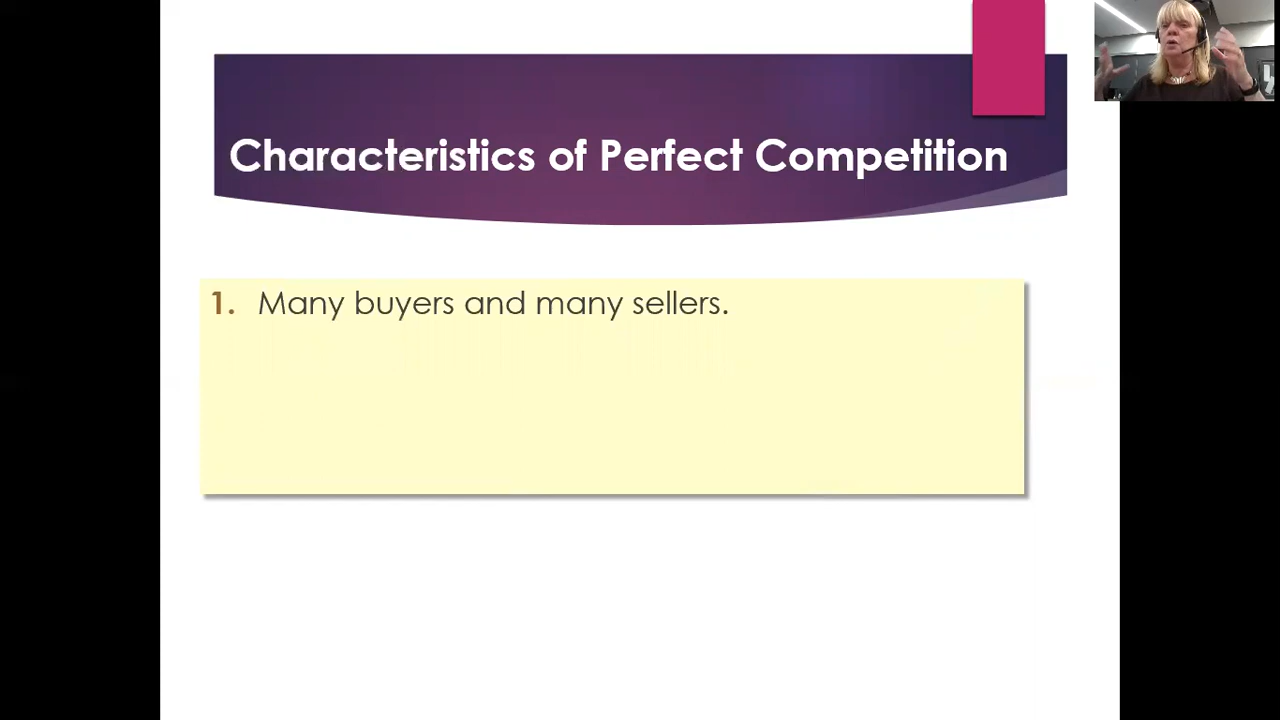 Characteristics of Perfect Competition
1. Many buyers and many sellers.